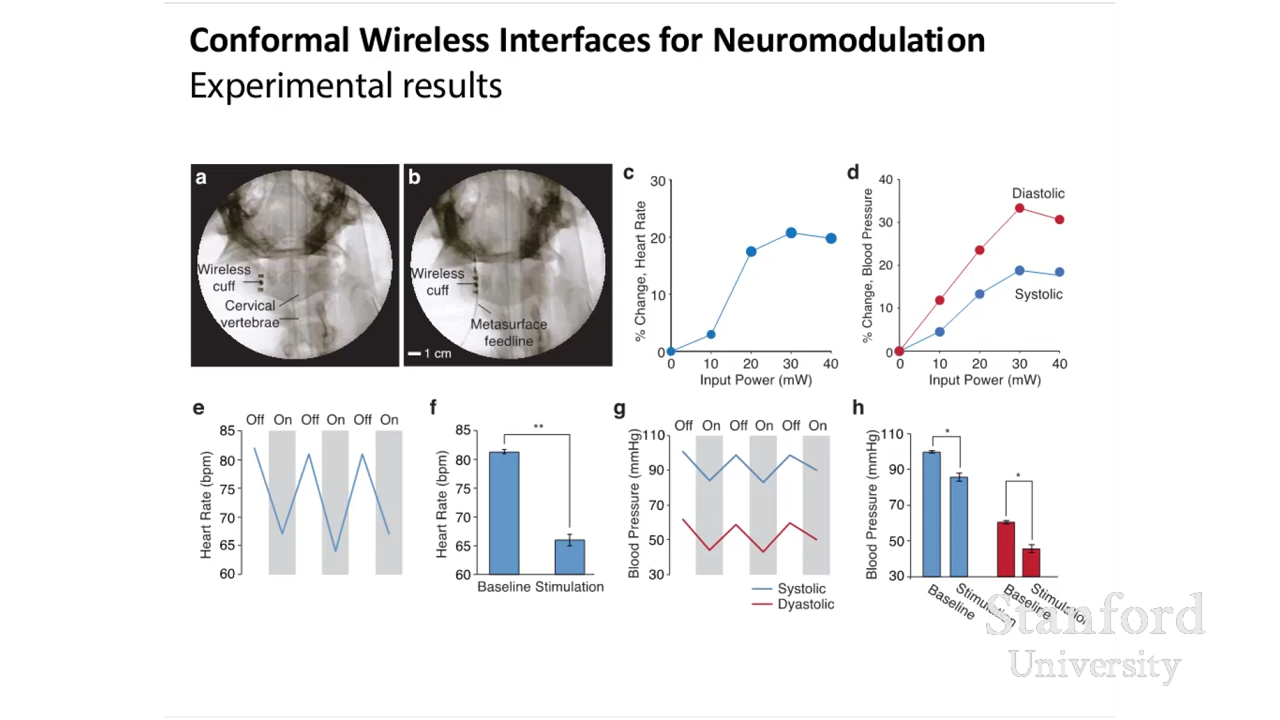 Conformal Wireless Interfaces for Neuromodulation
Experimental results
a
Wireless
cuff
Cervical
vertebrae
b
Wireless
cuff
Metasurface
feedline
1 cm
c
% Change, Heart Rate
30
20
10
0
0 10 20 30 40
Input Power (mW)
d
% Change, Blood Pressure
40
30
20
10
0
Diastolic
Systolic
0 10 20 30 40
Input Power (mW)
e
Off On Off On Off On
Heart Rate (bpm)
85
80
75
70
65
60
f
Heart Rate (bpm)
85
80
75
70
65
60
**
Baseline Stimulation
g
Off On Off On Off On
Blood Pressure (mmHg)
110
90
70
50
30
Systolic
Dyastolic
h
Blood Pressure (mmHg)
110
90
70
50
30
*
*
Baseline
Stimulation
Baseline
Stimulation
Stanford
University